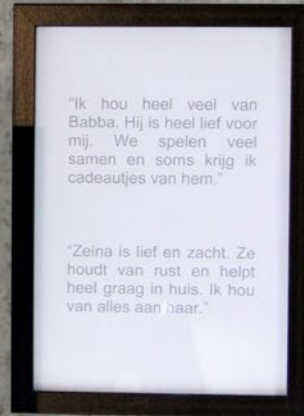 “Ik hou heel veel van
Babba. Hij is heel lief voor
mij. We spelen veel
samen en soms krijg ik
cadeautjes van hem.”
“Zeina is lief en zacht. Ze
houdt van rust en helpt
heel graag in huis. Ik hou
van alles aan haar.”